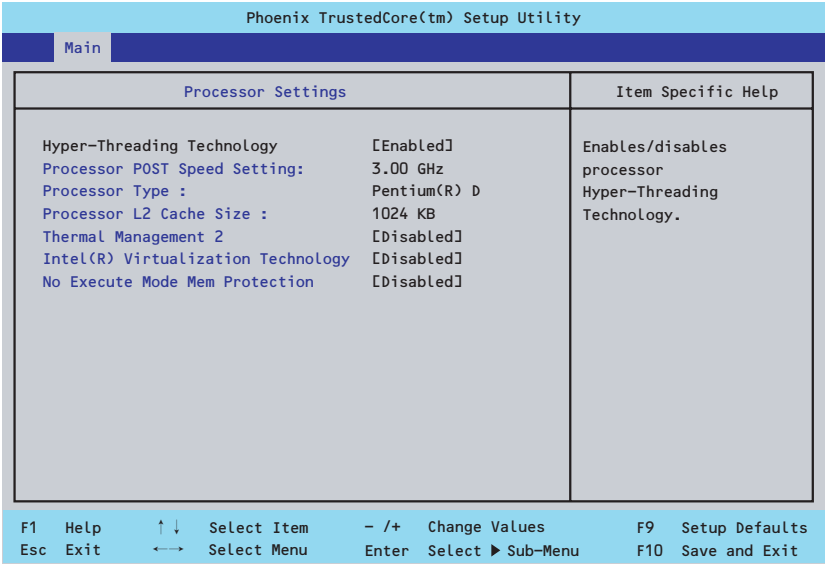 Phoenix TrustedCore(tm) Setup Utility
Main
Processor Settings
Item Specific Help
Hyper-Threading Technology [Enabled]
Processor POST Speed Setting: 3.00 GHz
Processor Type : Pentium(R) D
Processor L2 Cache Size : 1024 KB
Thermal Management 2 [Disabled]
Intel(R) Virtualization Technology [Disabled]
No Execute Mode Mem Protection [Disabled]
Enables/disables
processor
Hyper-Threading
Technology.
F1 Help ↑↓ Select Item - /+ Change Values F9 Setup Defaults
Esc Exit ←→ Select Menu Enter Select ▶ Sub-Menu F10 Save and Exit